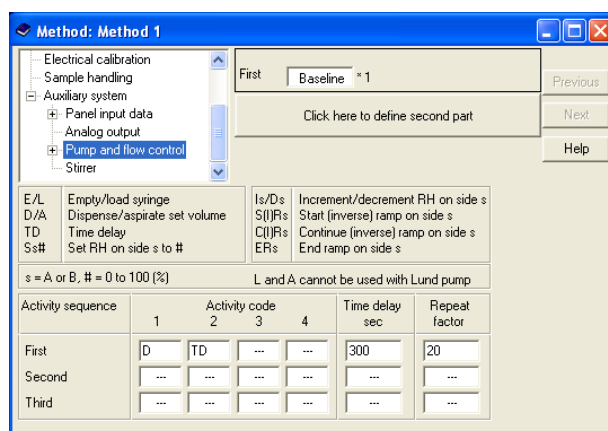 Method: Method 1
Electrical calibration
Sample handling
Auxiliary system
Panel input data
Analog output
Pump and flow control
Stirrer
First Baseline * 1
Click here to define second part
Previous
Next
Help
E/L Empty/load syringe
D/A Dispense/aspirate set volume
TD Time delay
Ss# Set RH on side s to #
Is/Ds Increment/decrement RH on side s
S(I)Rs Start (inverse) ramp on side s
C(I)Rs Continue (inverse) ramp on side s
ERs End ramp on side s
s = A or B, # = 0 to 100 (%) L and A cannot be used with Lund pump
Activity sequence Activity code Time delay Repeat
1 2 3 4 sec factor
First D TD --- --- 300 20
Second --- --- --- --- --- ---
Third --- --- --- --- --- ---